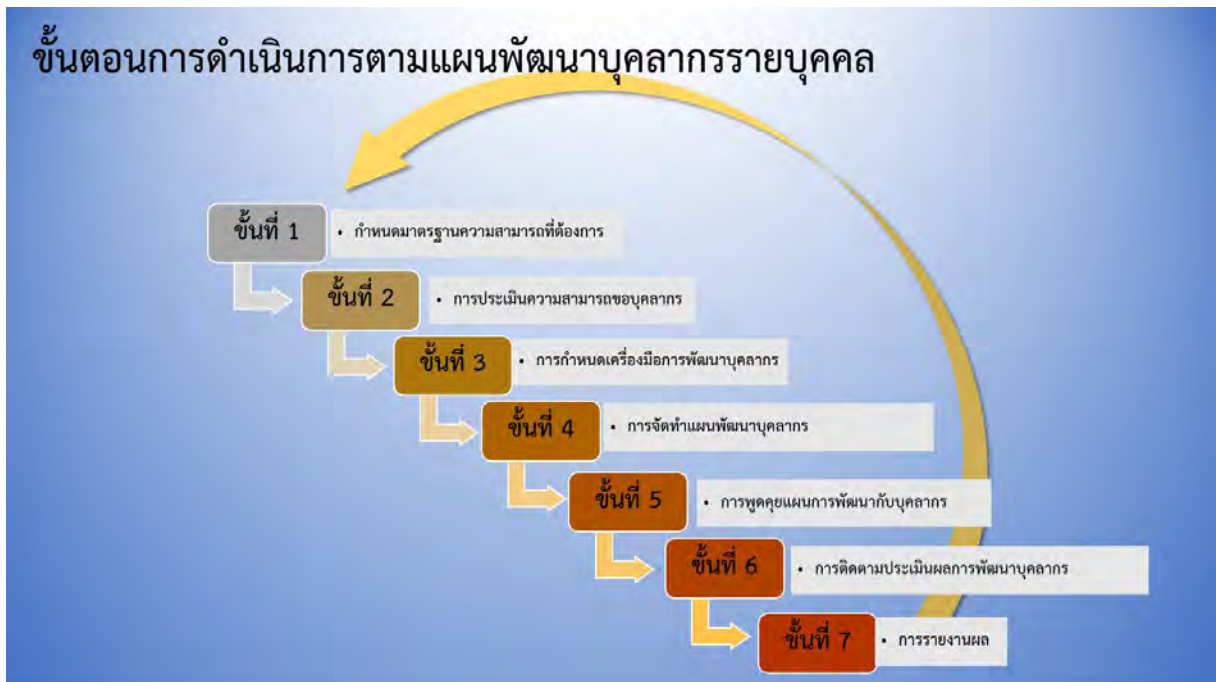 ขั้นตอนการดำเนินการตามแผนพัฒนาบุคลากรรายบุคคล
ขั้นที่ 1
• กำหนดมาตรฐานความสามารถที่ต้องการ
ขั้นที่ 2
• การประเมินความสามารถขอบุคลากร
ขั้นที่ 3
• การกำหนดเครื่องมือการพัฒนาบุคลากร
ขั้นที่ 4
• การจัดทำแผนพัฒนาบุคลากร
ขั้นที่ 5
• การพูดคุยแผนการพัฒนากับบุคลากร
ขั้นที่ 6
• การติดตามประเมินผลการพัฒนาบุคลากร
ขั้นที่ 7
• การรายงานผล